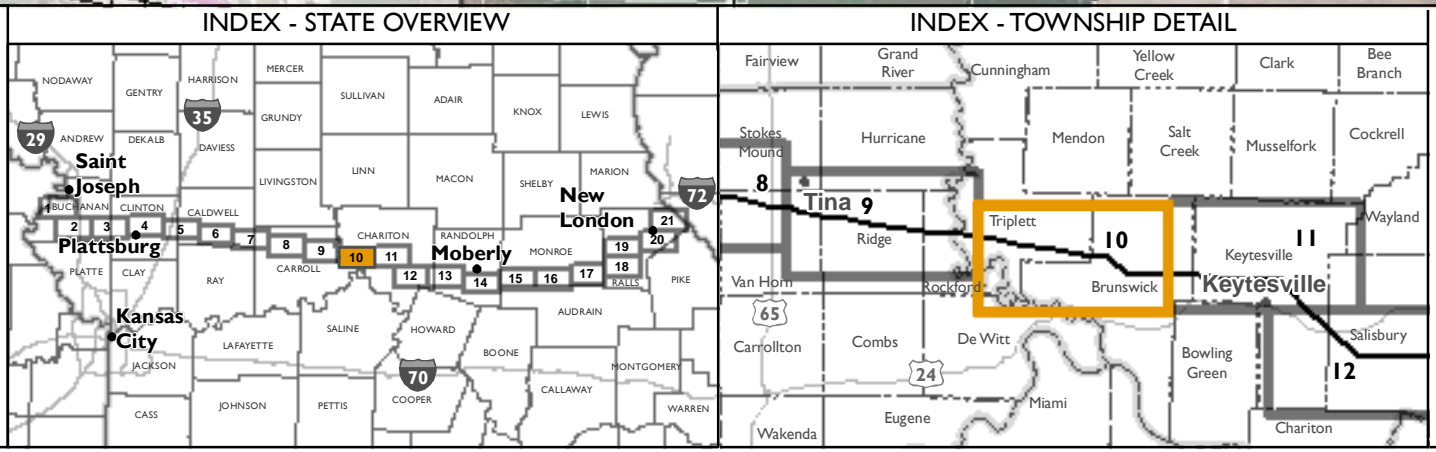 INDEX - STATE OVERVIEW
NODAWAY
GENTRY
HARRISON
MERCER
SULLIVAN
ADAIR
KNOX
LEWIS
35
GRUNDY
29
ANDREW
DEKALB
DAVIESS
Saint
Joseph
LIVINGSTON
LINN
MACON
SHELBY
MARION
72
New
London
1
BUCHANAN
CLINTON
CALDWELL
2
3
4
5
6
7
8
9
10
11
12
13
14
15
16
17
18
19
20
21
Plattsburg
CHARITON
RANDOLPH
Moberly
MONROE
PLATTE
CLAY
RAY
CARROLL
RALLS
PIKE
AUDRAIN
Kansas
City
SALINE
HOWARD
LAFAYETTE
BOONE
JACKSON
70
MONTGOMERY
CALLAWAY
CASS
JOHNSON
PETTIS
COOPER
WARREN
INDEX - TOWNSHIP DETAIL
Fairview
Grand
River
Cunningham
Yellow
Creek
Clark
Bee
Branch
Stokes
Mound
Hurricane
Mendon
Salt
Creek
Musselfork
Cockrell
8
Tina
9
Ridge
Triplett
10
11
Wayland
Keytesville
Van Horn
Rockford
Brunswick
Keytesville
65
Carrollton
Combs
De Witt
24
Bowling
Green
Salisbury
12
Eugene
Miami
Wakenda
Chariton